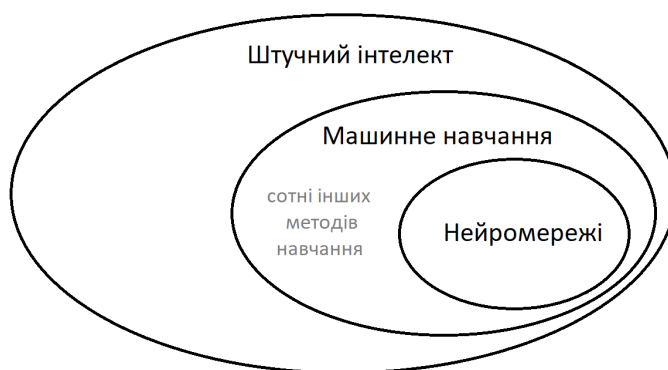 Штучний інтелект
Машинне навчання
сотні інших
методів
навчання
Нейромережі